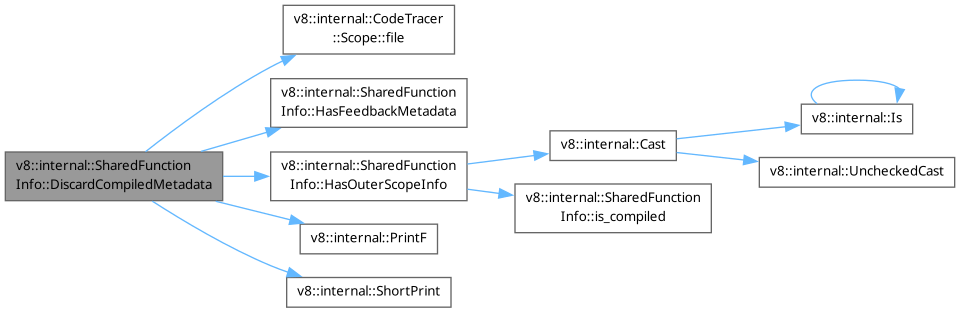 v8::internal::CodeTracer
::Scope::file
v8::internal::SharedFunction
Info::HasFeedbackMetadata
v8::internal::SharedFunction
Info::DiscardCompiledMetadata
v8::internal::SharedFunction
Info::HasOuterScopeInfo
v8::internal::PrintF
v8::internal::ShortPrint
v8::internal::Cast
v8::internal::SharedFunction
Info::is_compiled
v8::internal::Is
v8::internal::UncheckedCast